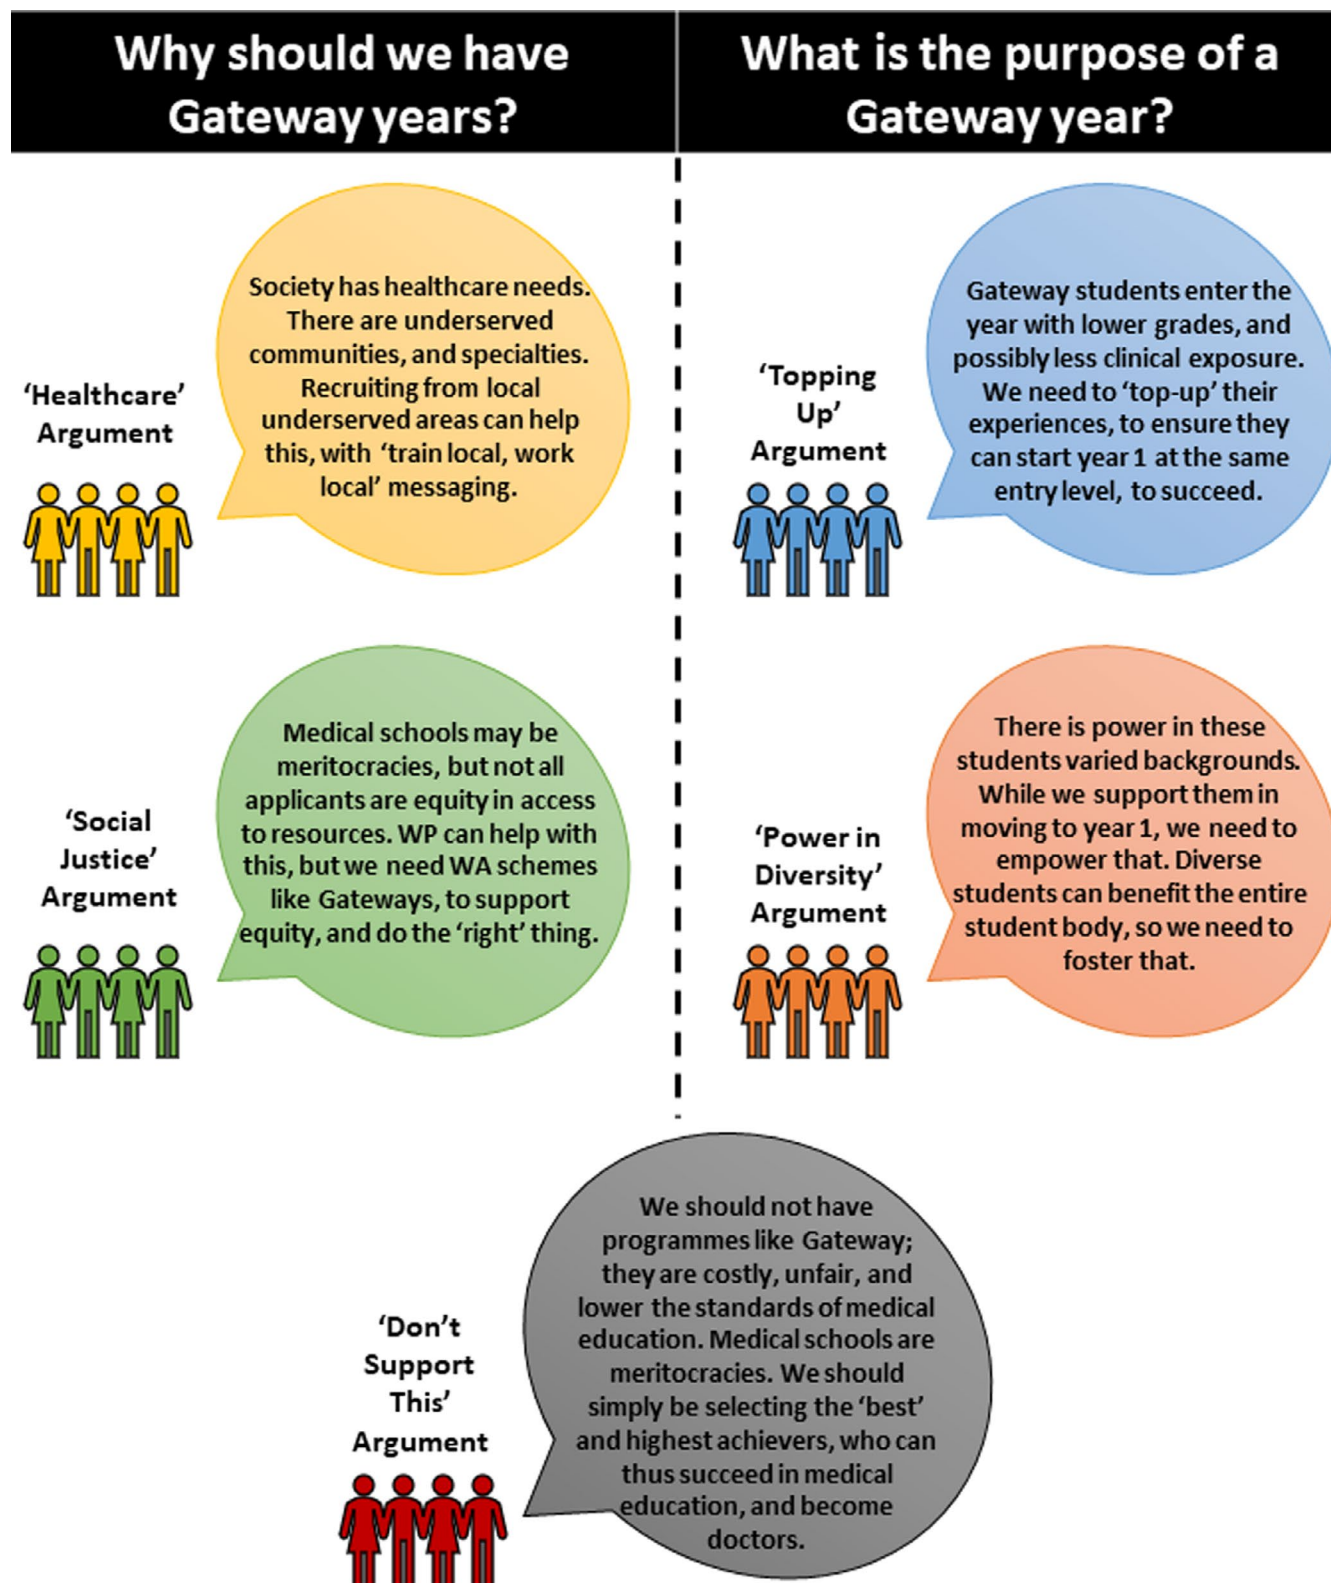 Why should we have
Gateway years?
What is the purpose of a
Gateway year?
‘Healthcare’
Argument
Society has healthcare needs.
There are underserved
communities, and specialties.
Recruiting from local
underserved areas can help
this, with ‘train local, work
local’ messaging.
‘Topping
Up’
Argument
Gateway students enter the
year with lower grades, and
possibly less clinical exposure.
We need to ‘top-up’ their
experiences, to ensure they
can start year 1 at the same
entry level, to succeed.
‘Social
Justice’
Argument
Medical schools may be
meritocracies, but not all
applicants are equity in access
to resources. WP can help with
this, but we need WA schemes
like Gateways, to support
equity, and do the ‘right’ thing.
‘Power in
Diversity’
Argument
There is power in these
students varied backgrounds.
While we support them in
moving to year 1, we need to
empower that. Diverse
students can benefit the entire
student body, so we need to
foster that.
‘Don’t
Support
This’
Argument
We should not have
programmes like Gateway;
they are costly, unfair, and
lower the standards of medical
education. Medical schools are
meritocracies. We should
simply be selecting the ‘best’
and highest achievers, who can
thus succeed in medical
education, and become
doctors.